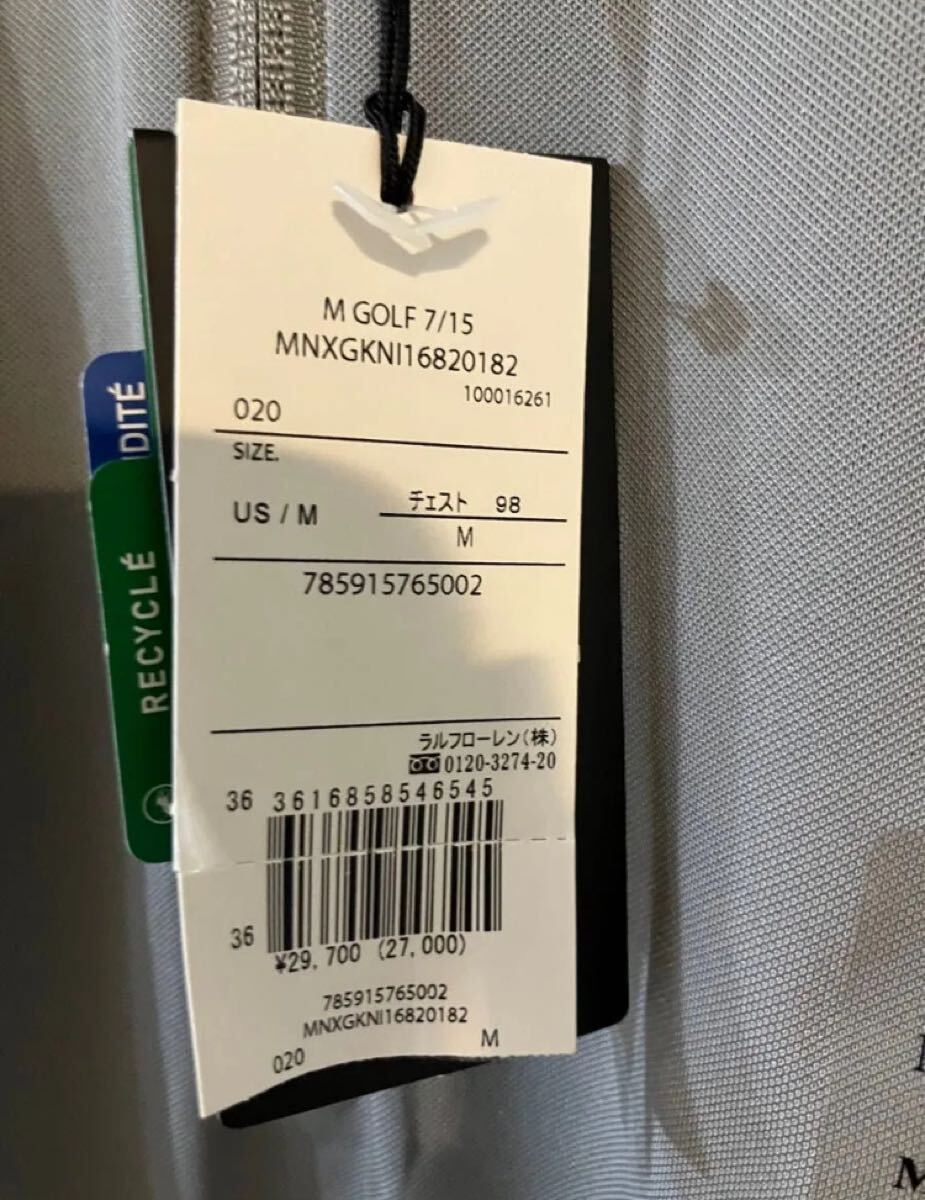 M GOLF 7/15
MNXGKNI16820182
100016261
020
SIZE.
US / M
チェスト 98
M
785915765002
ラルフローレン(株)
0120-3274-20
36 3616858546545
36
¥29,700 (27,000)
785915765002
MNXGKNI16820182
020 M
IDITÉ
RECYCLÉ
M